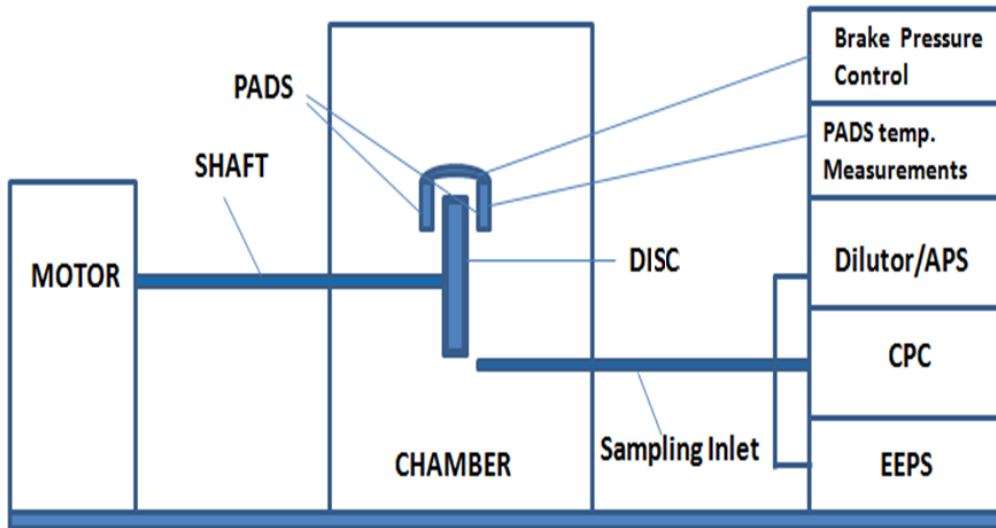 PADS
SHAFT
MOTOR
DISC
CHAMBER
Sampling Inlet
Brake Pressure
Control
PADS temp.
Measurements
Dilutor/APS
CPC
EEPS